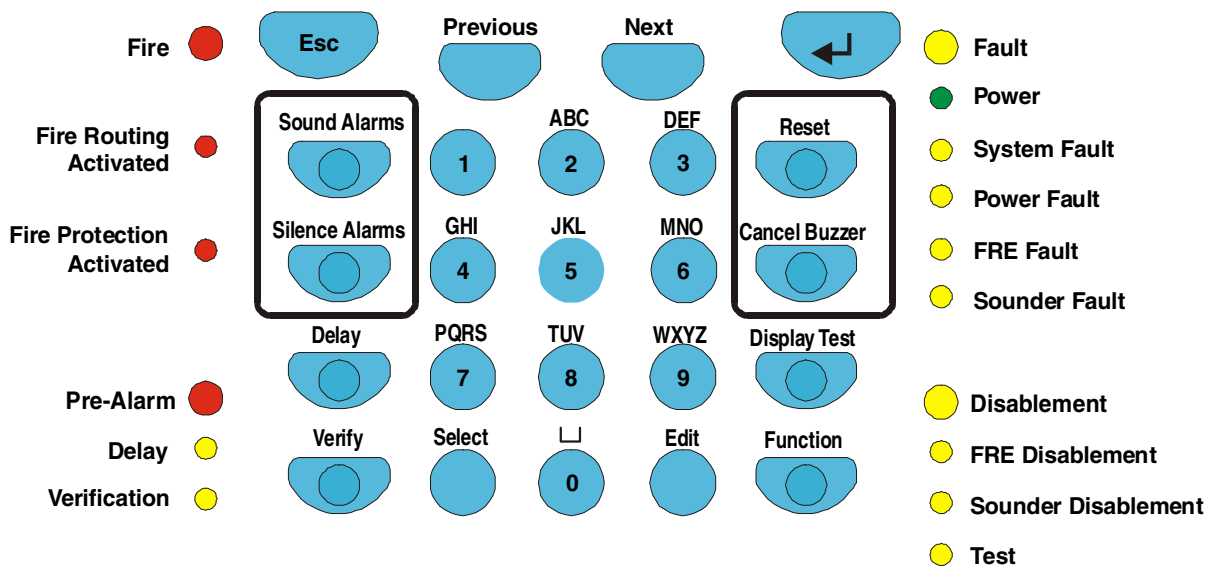 Fire
Esc
Previous
Next
Fault
Power
Fire Routing
Activated
Sound Alarms
ABC
DEF
Reset
1
2
3
System Fault
Power Fault
Fire Protection
Activated
Silence Alarms
GHI
JKL
MNO
Cancel Buzzer
4
5
6
FRE Fault
Sounder Fault
Delay
PQRS
TUV
WXYZ
Display Test
7
8
9
Pre-Alarm
Disablement
Delay
Verify
Select
Edit
Function
0
FRE Disablement
Verification
Sounder Disablement
Test